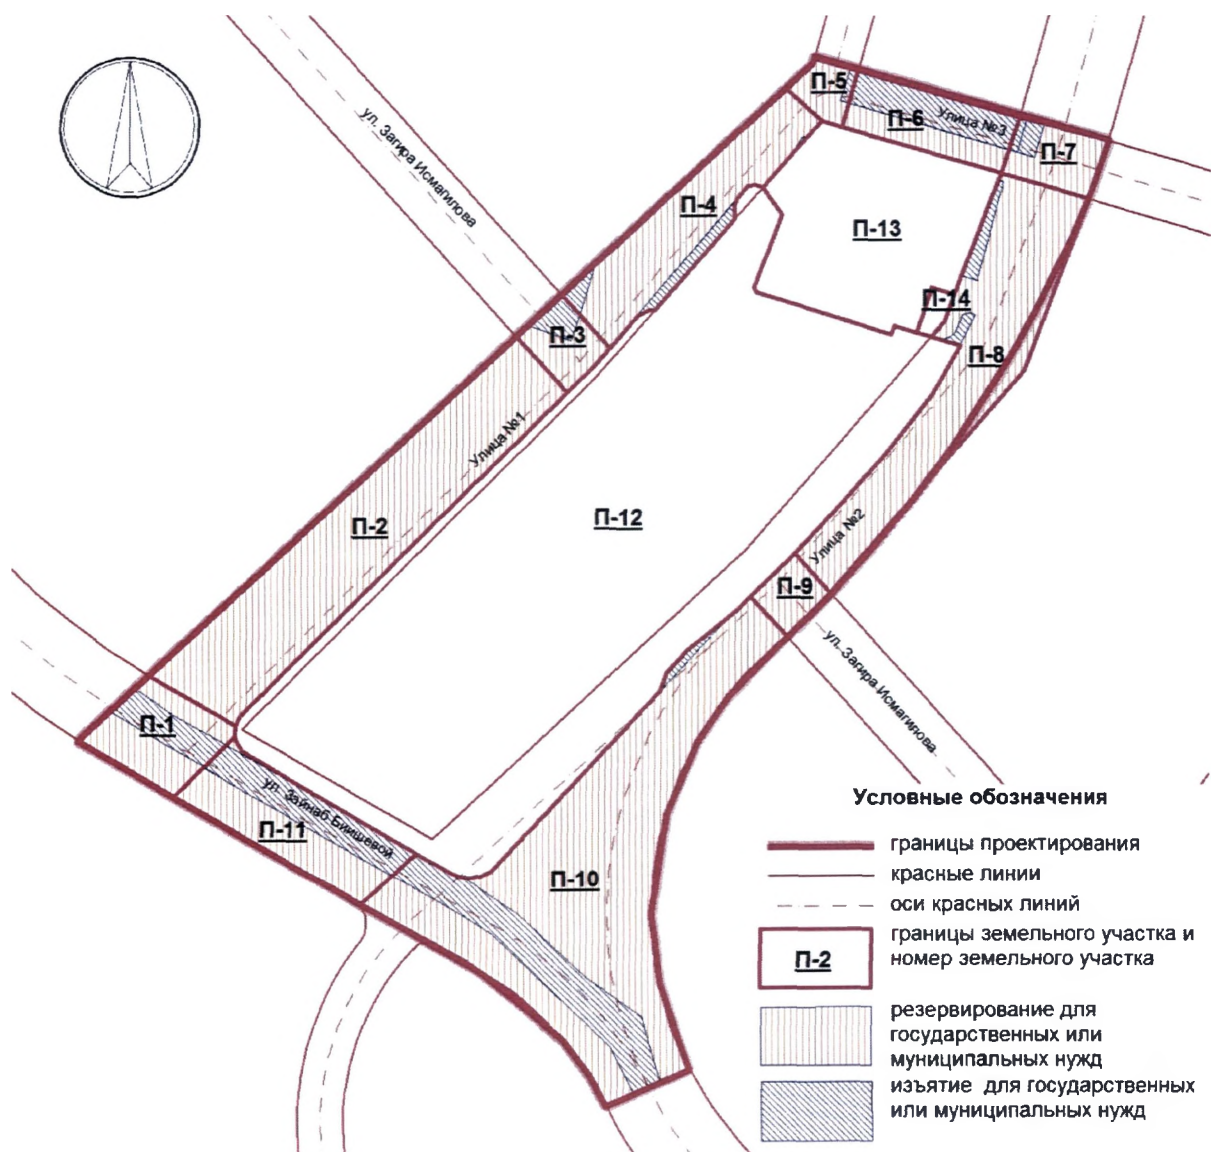 П-5
П-6
Улица №3
П-7
ул. Загира Исмагилова
П-4
П-13
П-14
П-3
П-8
Улица №1
П-2
П-12
Улица №2
П-9
ул. Загира Исмагилова
П-1
ул. Зайнаб Биишевой
П-11
П-10
Условные обозначения
границы проектирования
красные линии
оси красных линий
границы земельного участка и
П-2
номер земельного участка
резервирование для
государственных или
муниципальных нужд
изъятие для государственных
или муниципальных нужд